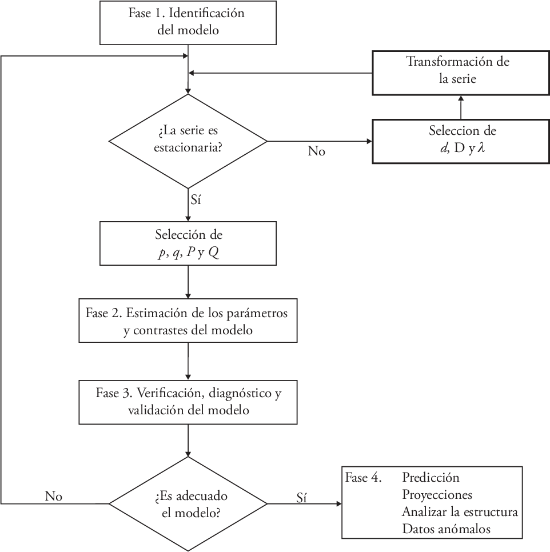 Fase 1. Identificación
del modelo
Transformación de
la serie
¿La serie es
estacionaria?
No
Seleccion de
d, D y λ
Sí
Selección de
p, q, P y Q
Fase 2. Estimación de los parámetros
y contrastes del modelo
Fase 3. Verificación, diagnóstico y
validación del modelo
¿Es adecuado
el modelo?
No
Sí
Fase 4. Predicción
Proyecciones
Analizar la estructura
Datos anómalos